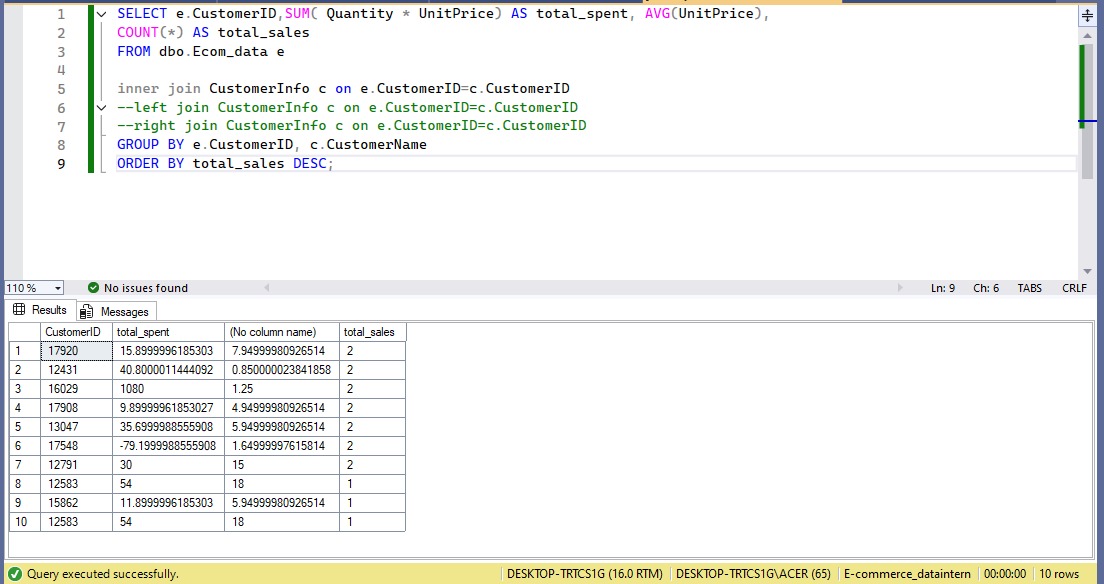 1 SELECT e.CustomerID,SUM( Quantity * UnitPrice) AS total_spent, AVG(UnitPrice),
2 COUNT(*) AS total_sales
3 FROM dbo.Ecom_data e
4
5 inner join CustomerInfo c on e.CustomerID=c.CustomerID
6 --left join CustomerInfo c on e.CustomerID=c.CustomerID
7 --right join CustomerInfo c on e.CustomerID=c.CustomerID
8 GROUP BY e.CustomerID, c.CustomerName
9 ORDER BY total_sales DESC;
110 % No issues found Ln: 9 Ch: 6 TABS CRLF
Results Messages
CustomerID total_spent (No column name) total_sales
1 17920 15.8999996185303 7.94999980926514 2
2 12431 40.8000011444092 0.850000023841858 2
3 16029 1080 1.25 2
4 17908 9.89999961853027 4.94999980926514 2
5 13047 35.6999988555908 5.94999980926514 2
6 17548 -79.1999988555908 1.64999997615814 2
7 12791 30 15 2
8 12583 54 18 1
9 15862 11.8999996185303 5.94999980926514 1
10 12583 54 18 1
Query executed successfully. DESKTOP-TRTCS1G (16.0 RTM) DESKTOP-TRTCS1G\ACER (65) E-commerce_dataintern 00:00:00 10 rows